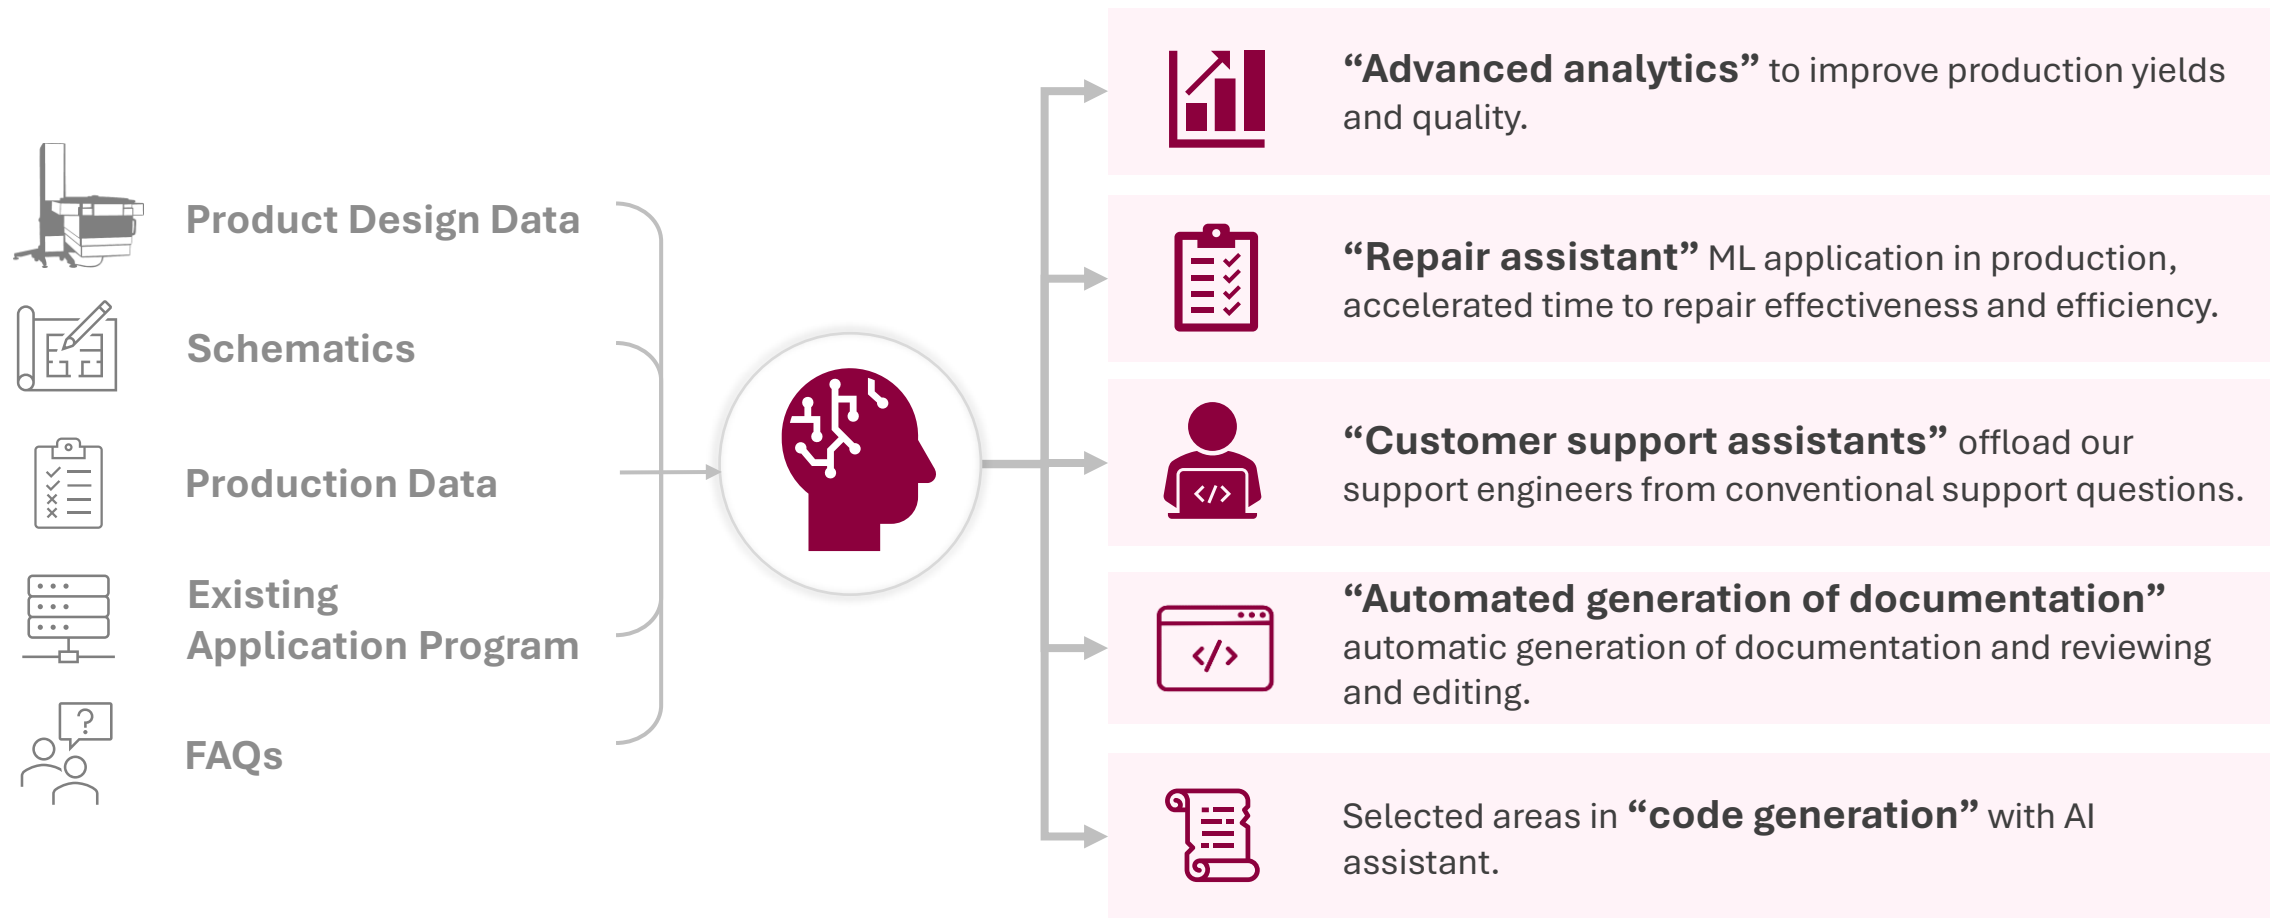 Product Design Data
Schematics
Production Data
Existing
Application Program
FAQs
?
“Advanced analytics” to improve production yields
and quality.
“Repair assistant” ML application in production,
accelerated time to repair effectiveness and efficiency.
</>
“Customer support assistants” offload our
support engineers from conventional support questions.
</>
“Automated generation of documentation”
automatic generation of documentation and reviewing
and editing.
Selected areas in “code generation” with AI
assistant.